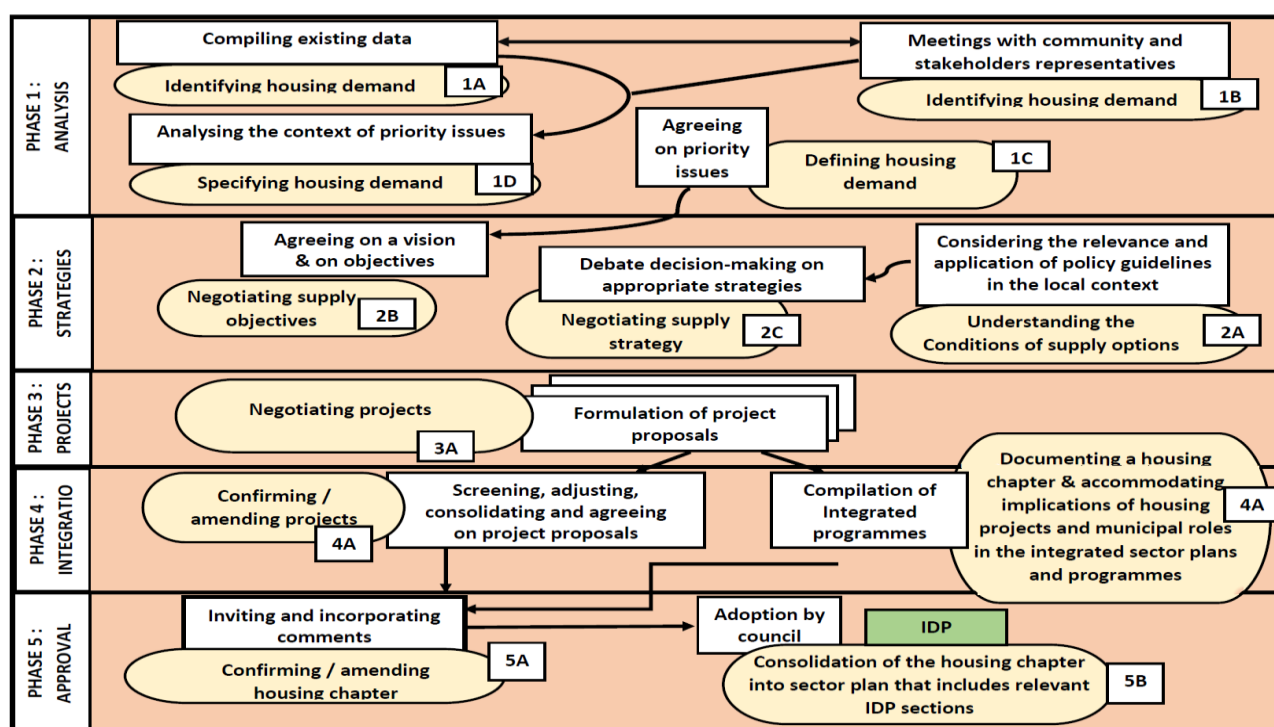 PHASE 1 :
ANALYSIS
Compiling existing data
Identifying housing demand
1A
Meetings with community and
stakeholders representatives
Identifying housing demand
1B
Analysing the context of priority issues
Specifying housing demand
1D
Agreeing
on priority
issues
Defining housing
demand
1C
PHASE 2 :
STRATEGIES
Agreeing on a vision
& on objectives
Negotiating supply
objectives
2B
Debate decision-making on
appropriate strategies
Negotiating supply
strategy
2C
Considering the relevance and
application of policy guidelines
in the local context
Understanding the
Conditions of supply options
2A
PHASE 3 :
PROJECTS
Negotiating projects
3A
Formulation of project
proposals
PHASE 4 :
INTEGRATIO
Confirming /
amending projects
4A
Screening, adjusting,
consolidating and agreeing
on project proposals
Compilation of
Integrated
programmes
Documenting a housing
chapter & accommodating
implications of housing
projects and municipal roles
in the integrated sector plans
and programmes
4A
PHASE 5 :
APPROVAL
Inviting and incorporating
comments
Confirming / amending
housing chapter
5A
Adoption by
council
IDP
Consolidation of the housing chapter
into sector plan that includes relevant
IDP sections
5B